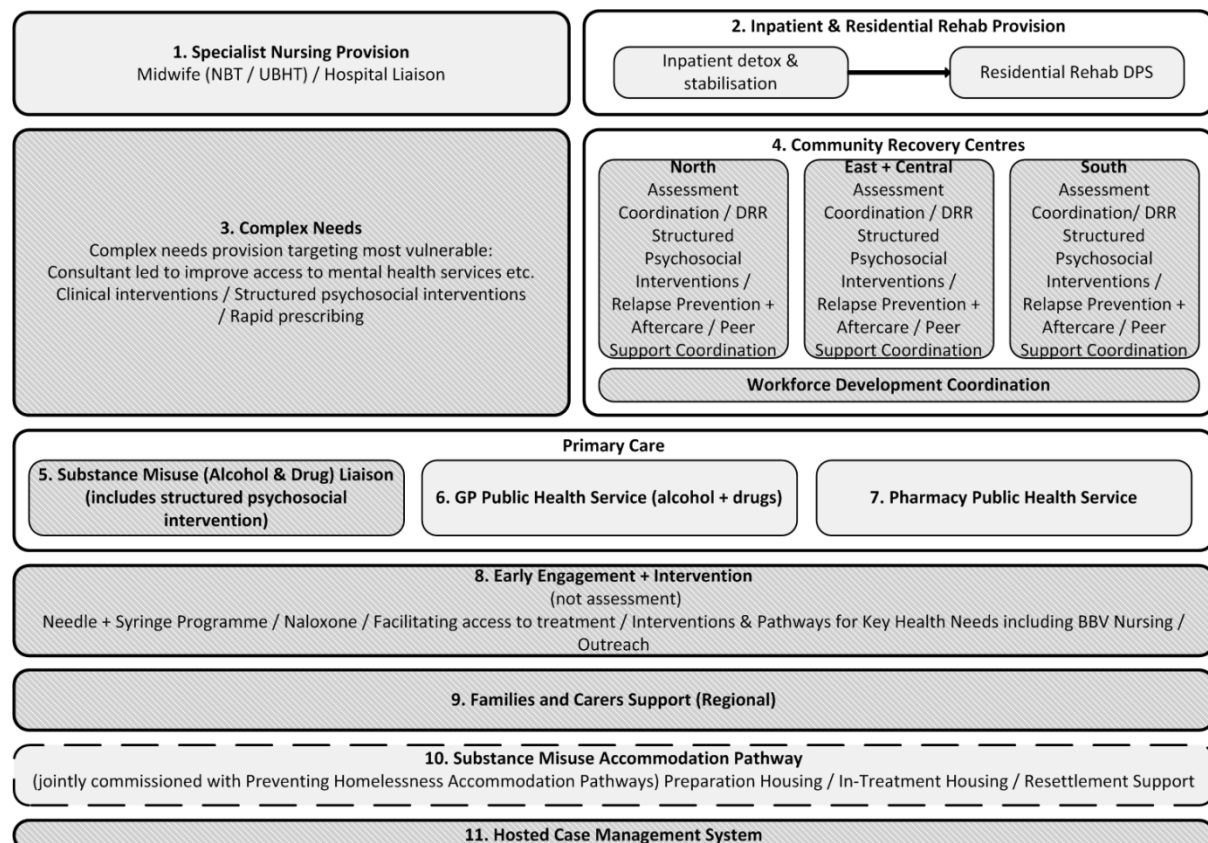 1. Specialist Nursing Provision
Midwife (NBT / UBHT) / Hospital Liaison
2. Inpatient & Residential Rehab Provision
Inpatient detox &
stabilisation
Residential Rehab DPS
3. Complex Needs
Complex needs provision targeting most vulnerable:
Consultant led to improve access to mental health services etc.
Clinical interventions / Structured psychosocial interventions
/ Rapid prescribing
4. Community Recovery Centres
North
Assessment
Coordination / DRR
Structured
Psychosocial
Interventions /
Relapse Prevention +
Aftercare / Peer
Support Coordination
East + Central
Assessment
Coordination / DRR
Structured
Psychosocial
Interventions /
Relapse Prevention +
Aftercare / Peer
Support Coordination
South
Assessment
Coordination/ DRR
Structured
Psychosocial
Interventions /
Relapse Prevention +
Aftercare / Peer
Support Coordination
Workforce Development Coordination
Primary Care
5. Substance Misuse (Alcohol & Drug) Liaison
(includes structured psychosocial
intervention)
6. GP Public Health Service (alcohol + drugs)
7. Pharmacy Public Health Service
8. Early Engagement + Intervention
(not assessment)
Needle + Syringe Programme / Naloxone / Facilitating access to treatment / Interventions & Pathways for Key Health Needs including BBV Nursing /
Outreach
9. Families and Carers Support (Regional)
10. Substance Misuse Accommodation Pathway
(jointly commissioned with Preventing Homelessness Accommodation Pathways) Preparation Housing / In-Treatment Housing / Resettlement Support
11. Hosted Case Management System